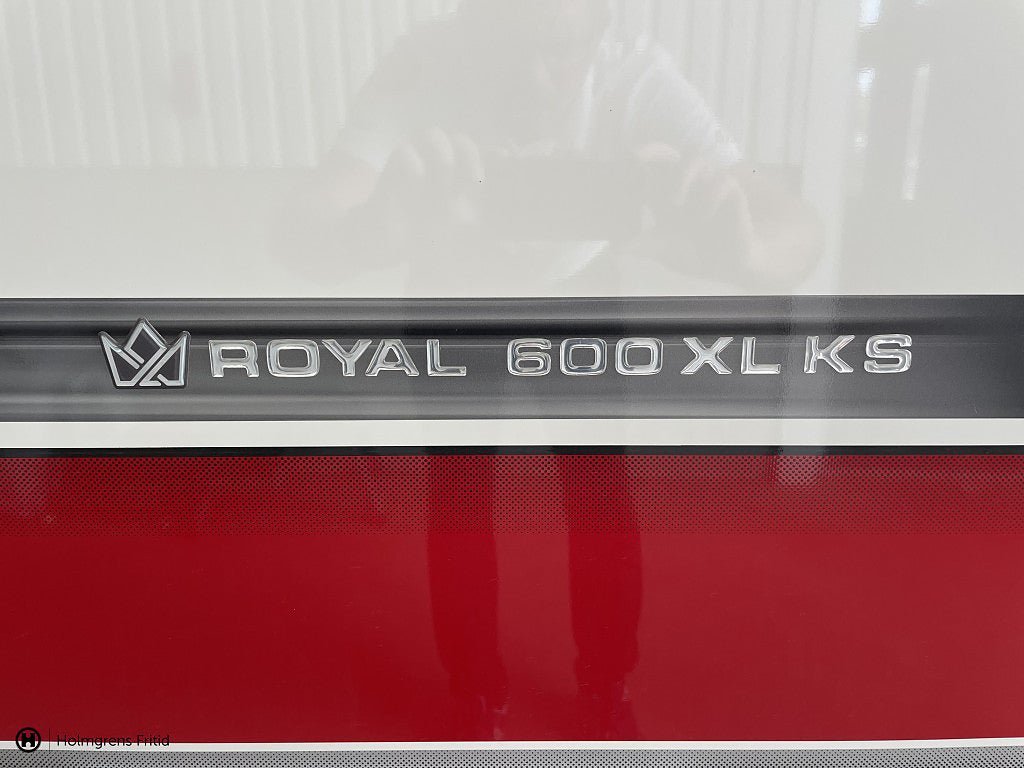 ROYAL 600 XL KS
H | Holmgrens Fritid